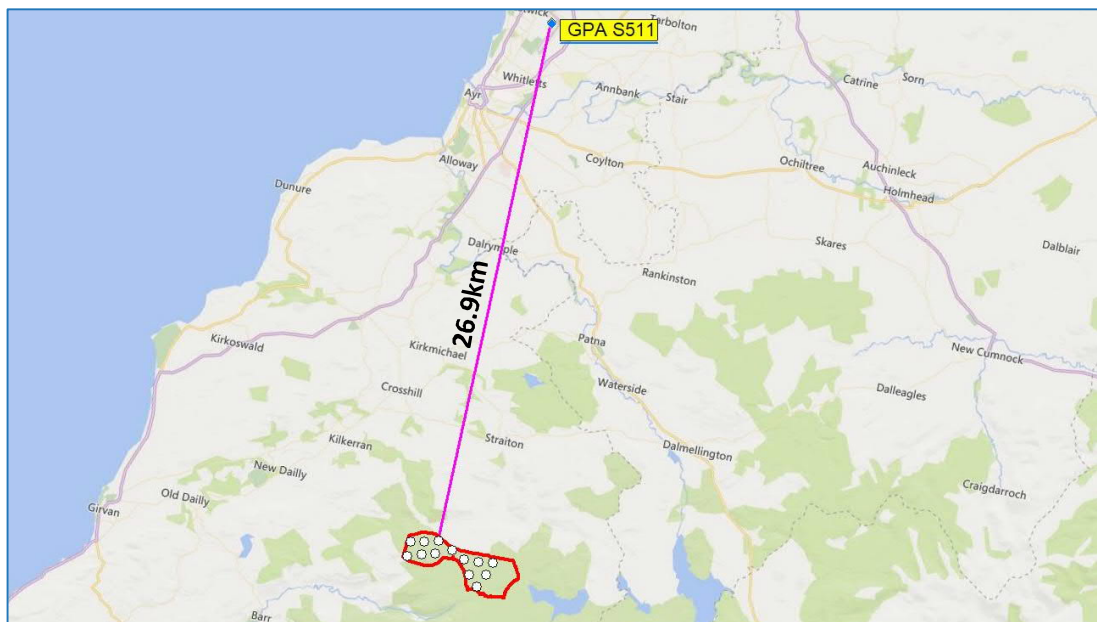 twick
Tarbolton
GPA S511
Whitletts
Catrine
Sorn
Ayr
Annbank
Stair
Alloway
Coylton
Ochiltree
Auchinleck
Dunure
Holmhead
Dalrymple
Skares
Dalblair
Rankinston
26.9km
Kirkoswald
Kirkmichael
Patna
New Cumnock
Crosshill
Waterside
Dalleagles
Kilkerran
Straiton
Dalmellington
New Dailly
Old Dailly
Craigdarroch
Girvan
Barr